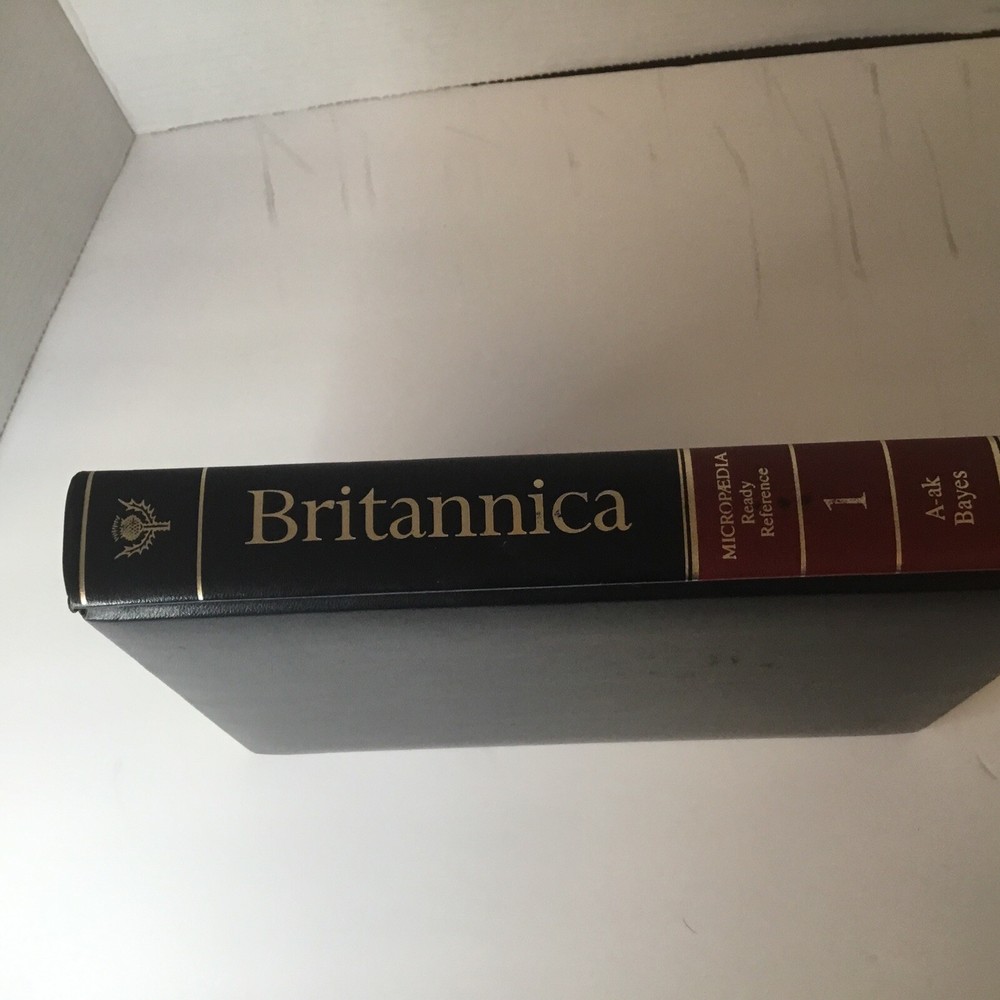 Britannica
MICROPÆDIA
Ready
Reference
1
A-ak
Bayes